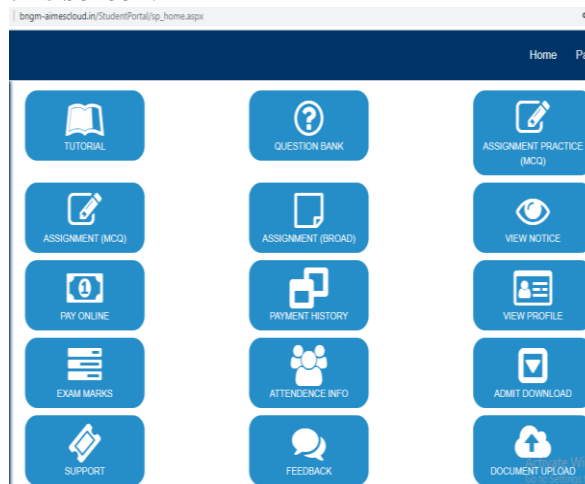 bngm-aimescloud.in/StudentPortal/sp_home.aspx
Home
TUTORIAL
QUESTION BANK
ASSIGNMENT PRACTICE
(MCQ)
ASSIGNMENT (MCQ)
ASSIGNMENT (BROAD)
VIEW NOTICE
PAY ONLINE
PAYMENT HISTORY
VIEW PROFILE
EXAM MARKS
ATTENDENCE INFO
ADMIT DOWNLOAD
SUPPORT
FEEDBACK
DOCUMENT UPLOAD